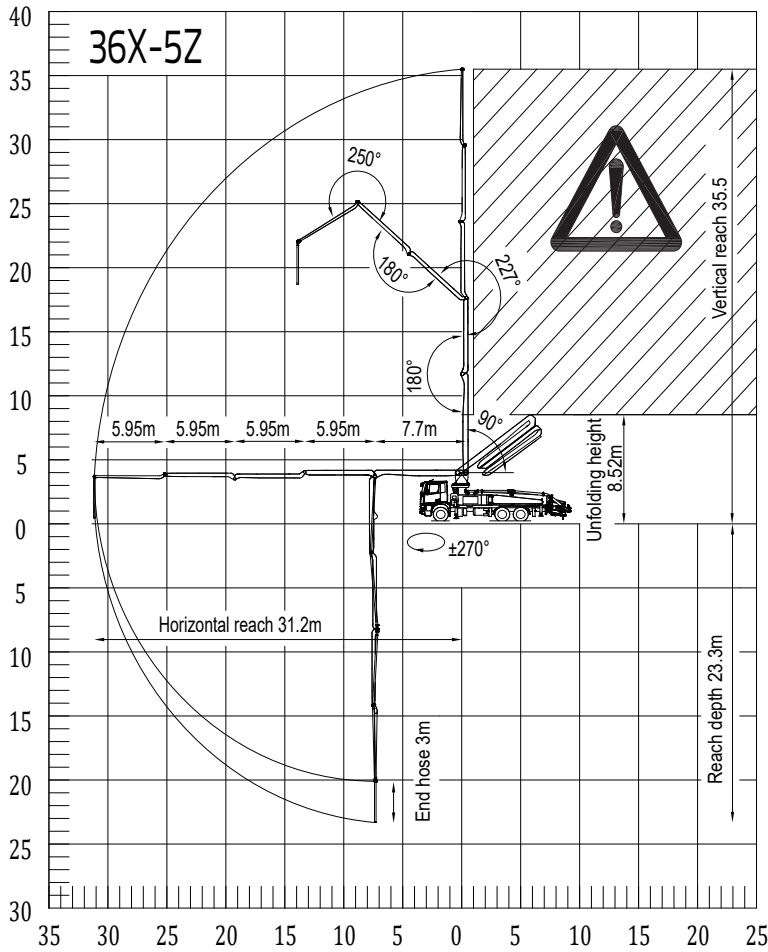 36X-5Z
40
35
30
25
20
15
10
5
0
5
10
15
20
25
30
250°
180°
227°
180°
90°
Vertical reach 35.5
5.95m 5.95m 5.95m 5.95m 7.7m
Unfolding height
8.52m
±270°
Horizontal reach 31.2m
End hose 3m
Reach depth 23.3m
35 30 25 20 15 10 5 0 5 10 15 20 25